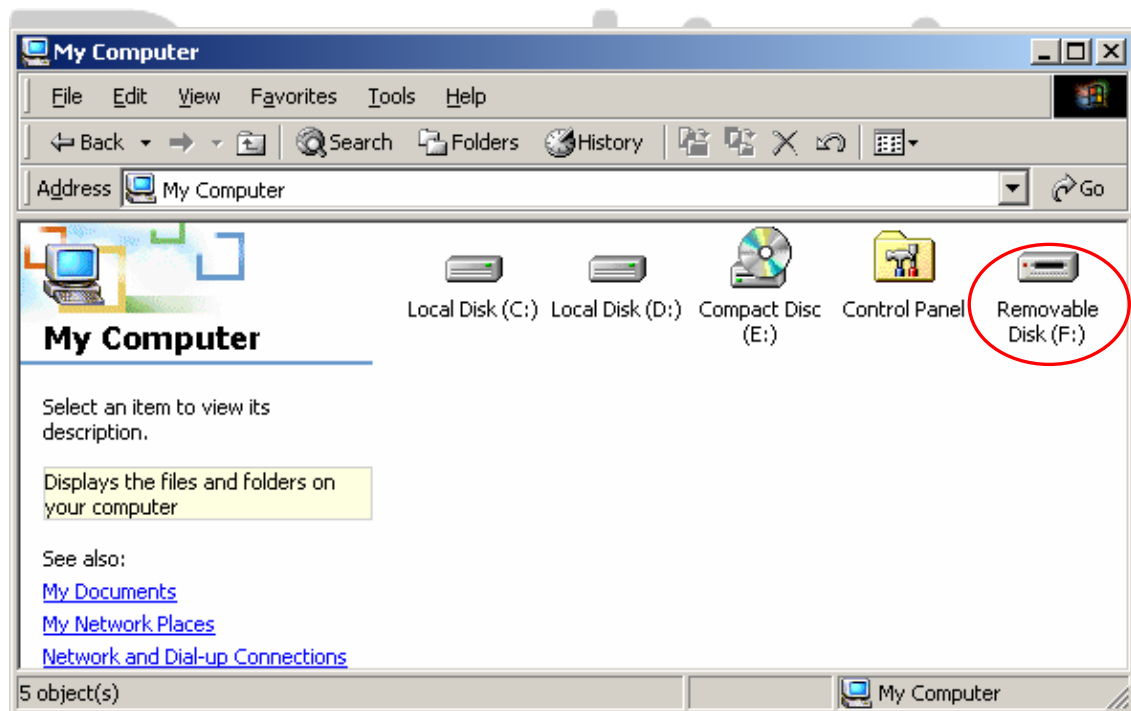 My Computer
File Edit View Favorites Tools Help
Back Search Folders History
Address My Computer Go
Local Disk (C:) Local Disk (D:) Compact Disc (E:) Control Panel Removable Disk (F:)
My Computer
Select an item to view its
description.
Displays the files and folders on
your computer
See also:
My Documents
My Network Places
Network and Dial-up Connections
5 object(s) My Computer